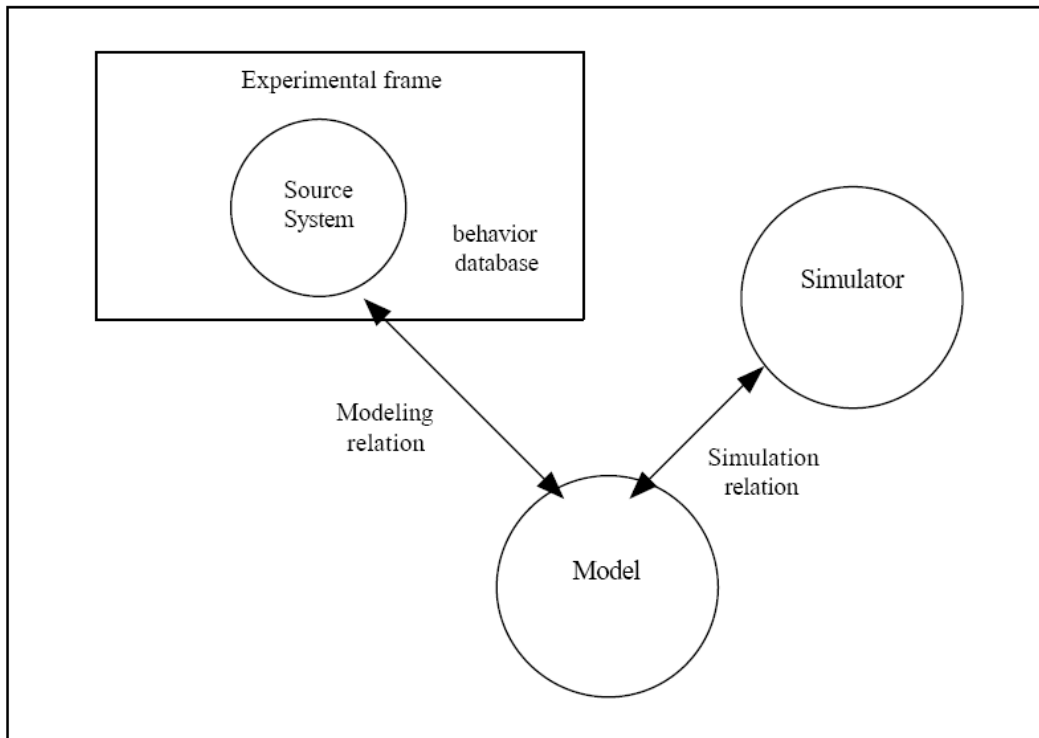 Experimental frame
Source
System
behavior
database
Simulator
Modeling
relation
Simulation
relation
Model